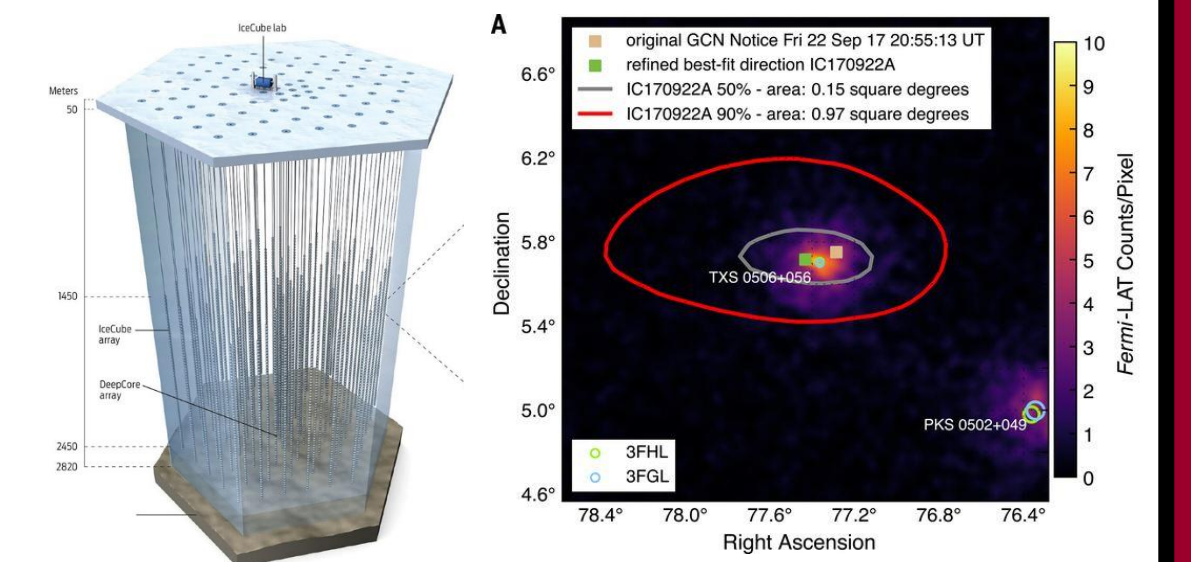 IceCube lab
Meters
50
1450
IceCube
array
DeepCore
array
2450
2820
A
original GCN Notice Fri 22 Sep 17 20:55:13 UT
refined best-fit direction IC170922A
IC170922A 50% - area: 0.15 square degrees
IC170922A 90% - area: 0.97 square degrees
6.6°
6.2°
5.8°
5.4°
5.0°
4.6°
Declination
TXS 0506+056
PKS 0502+049
3FHL
3FGL
78.4°
78.0°
77.6°
77.2°
76.8°
76.4°
Right Ascension
10
9
8
7
6
5
4
3
2
1
0
Fermi-LAT Counts/Pixel